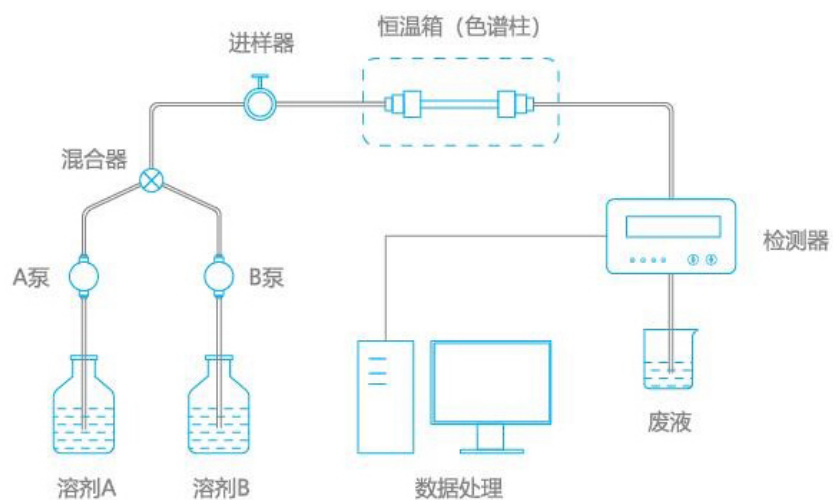 恒温箱（色谱柱）
进样器
混合器
A泵
B泵
检测器
溶剂A
溶剂B
数据处理
废液